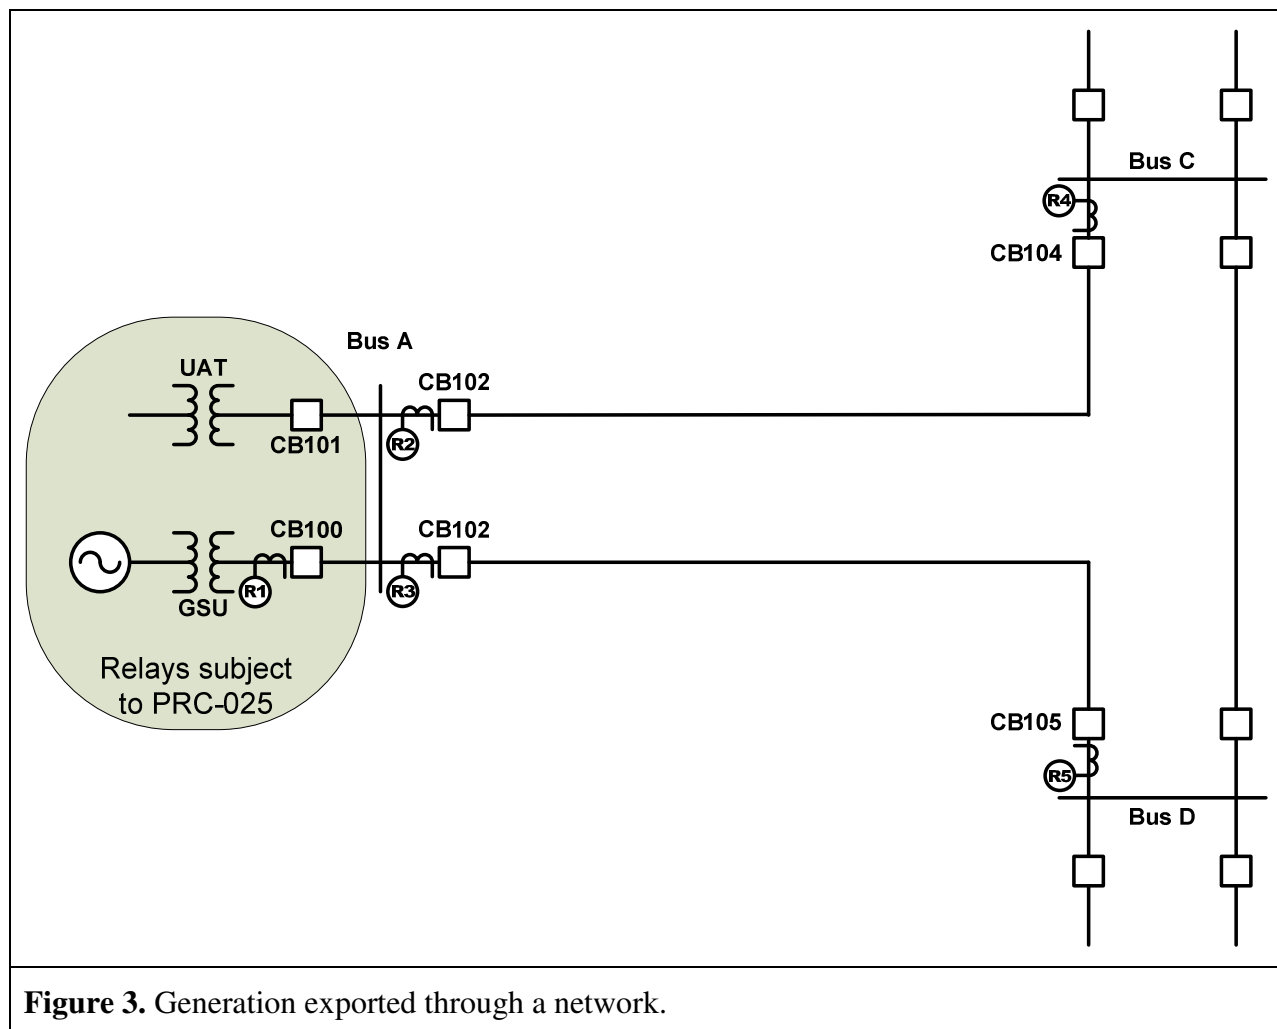 Bus C
R4
CB104
Bus A
UAT
CB102
CB101
R2
CB100
CB102
R1
R3
GSU
Relays subject
to PRC-025
CB105
R5
Bus D
Figure 3. Generation exported through a network.